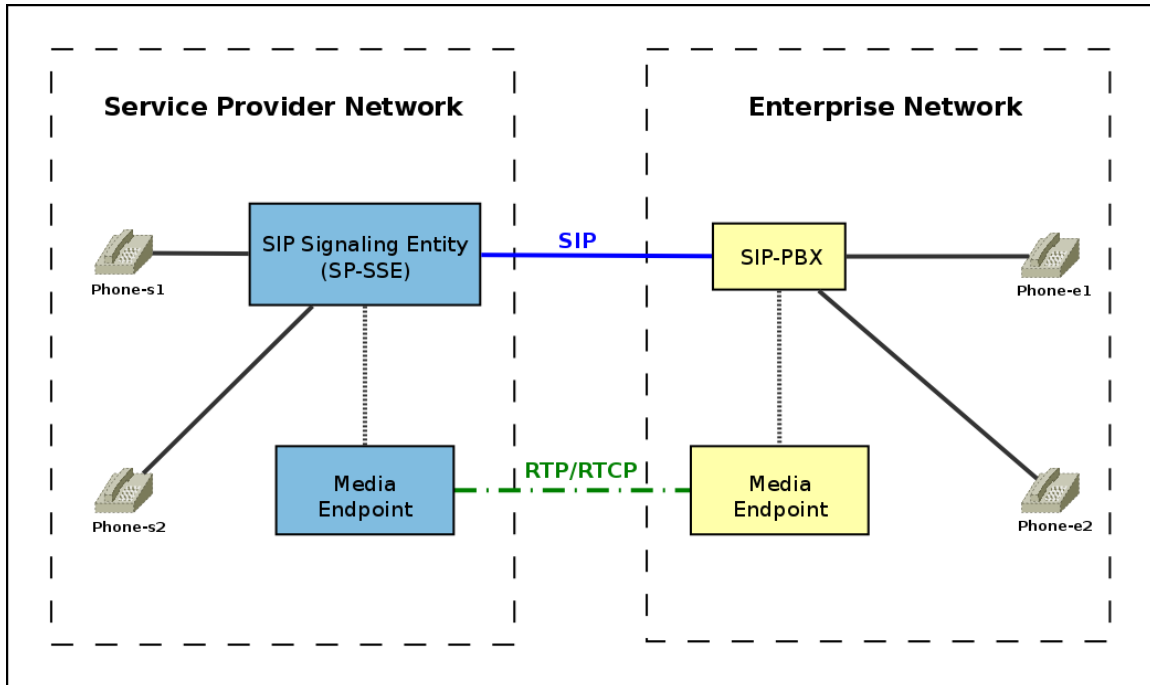 Service Provider Network
Enterprise Network
SIP Signaling Entity
(SP-SSE)
SIP
SIP-PBX
Phone-s1
Phone-e1
Media
Endpoint
RTP/RTCP
Media
Endpoint
Phone-s2
Phone-e2